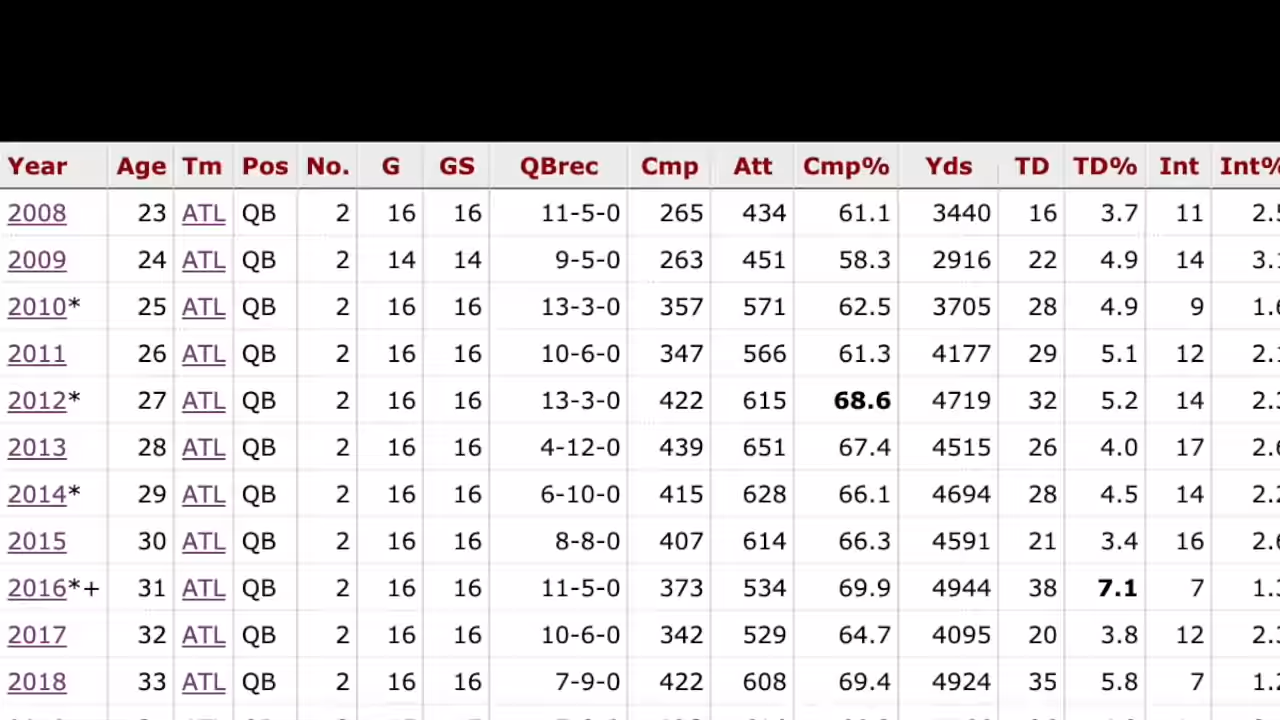 Year Age Tm Pos No. G GS QBrec Cmp Att Cmp% Yds TD TD% Int Int%
2008 23 ATL QB 2 16 16 11-5-0 265 434 61.1 3440 16 3.7 11 2.5
2009 24 ATL QB 2 14 14 9-5-0 263 451 58.3 2916 22 4.9 14 3.1
2010* 25 ATL QB 2 16 16 13-3-0 357 571 62.5 3705 28 4.9 9 1.6
2011 26 ATL QB 2 16 16 10-6-0 347 566 61.3 4177 29 5.1 12 2.1
2012* 27 ATL QB 2 16 16 13-3-0 422 615 68.6 4719 32 5.2 14 2.3
2013 28 ATL QB 2 16 16 4-12-0 439 651 67.4 4515 26 4.0 17 2.6
2014* 29 ATL QB 2 16 16 6-10-0 415 628 66.1 4694 28 4.5 14 2.2
2015 30 ATL QB 2 16 16 8-8-0 407 614 66.3 4591 21 3.4 16 2.6
2016*+ 31 ATL QB 2 16 16 11-5-0 373 534 69.9 4944 38 7.1 7 1.3
2017 32 ATL QB 2 16 16 10-6-0 342 529 64.7 4095 20 3.8 12 2.3
2018 33 ATL QB 2 16 16 7-9-0 422 608 69.4 4924 35 5.8 7 1.2